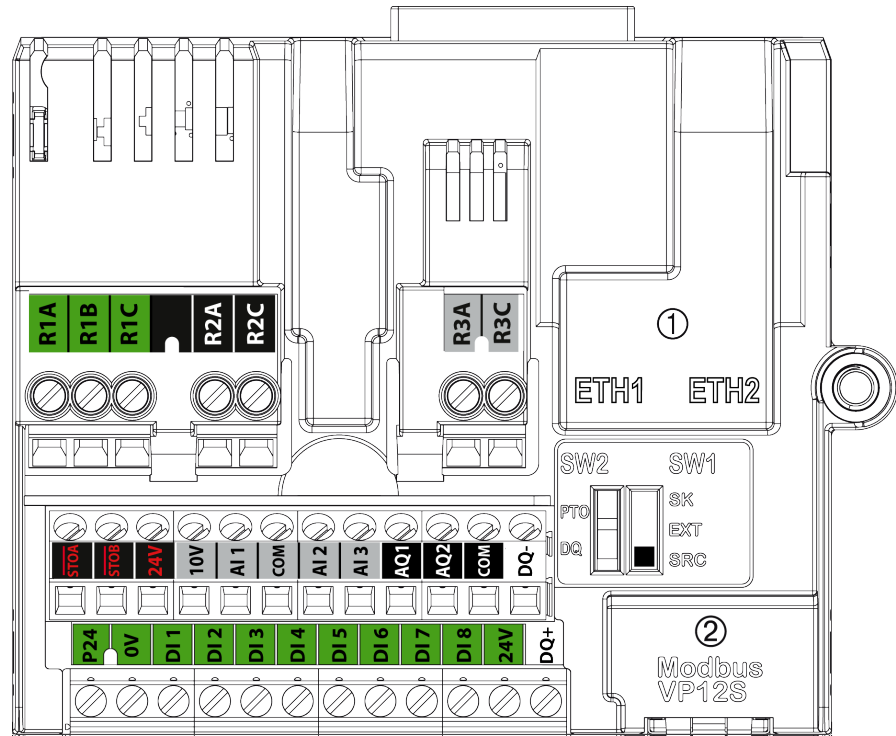 R1A R1B R1C R2A R2C R3A R3C
①
ETH1 ETH2
SW2 SW1
PTO SK
EXT
DQ SRC
STOA STOB 24V 10V AI1 COM AI2 AI3 AQ1 AQ2 COM DQ-
P24 0V DI1 DI2 DI3 DI4 DI5 DI6 DI7 DI8 24V DQ+
②
Modbus
VP12S